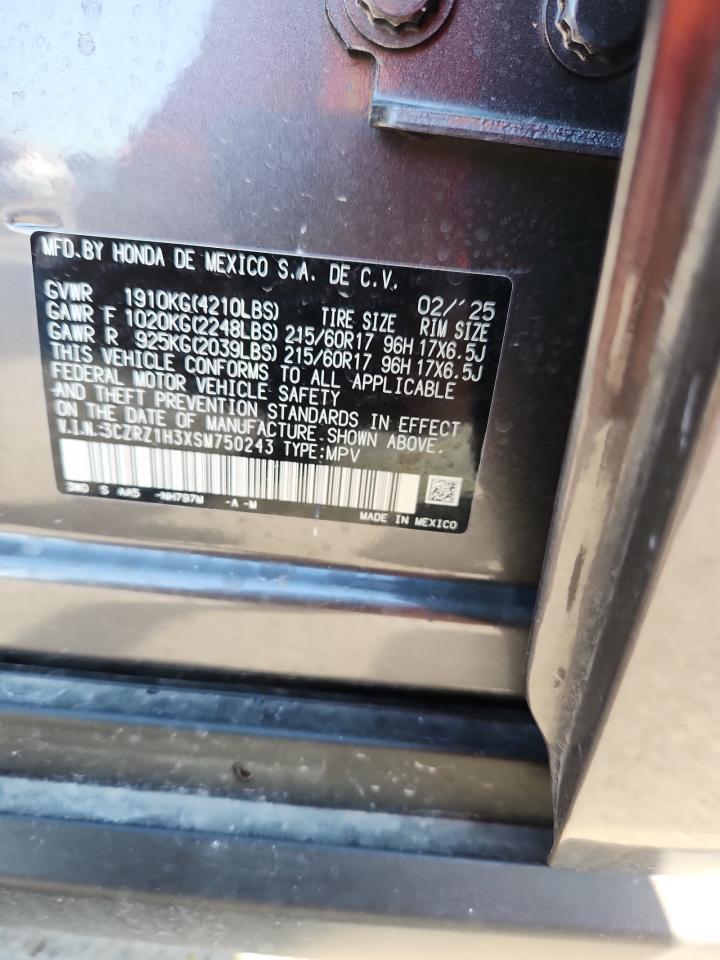 MFD.BY HONDA DE MEXICO S.A. DE C.V.
02/'25
GVWR 1910KG(4210LBS) TIRE SIZE RIM SIZE
GAWR F 1020KG(2248LBS) 215/60R17 96H 17X6.5J
GAWR R 925KG(2039LBS) 215/60R17 96H 17X6.5J
THIS VEHICLE CONFORMS TO ALL APPLICABLE
FEDERAL MOTOR VEHICLE SAFETY
AND THEFT PREVENTION STANDARDS IN EFFECT
ON THE DATE OF MANUFACTURE SHOWN ABOVE.
V.I.N.:3CZRZ1H3XSM750243 TYPE:MPV
3W0 S AA5 -NH797M -A -M
MADE IN MEXICO